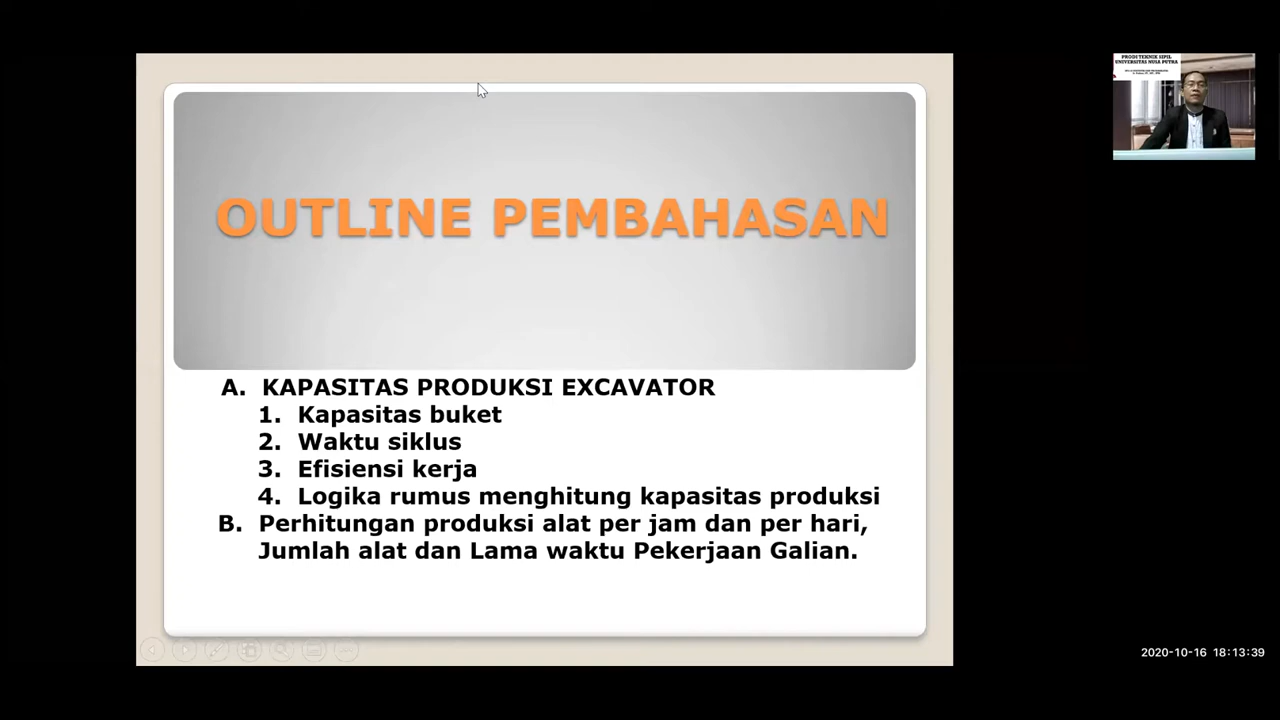 OUTLINE PEMBAHASAN
A. KAPASITAS PRODUKSI EXCAVATOR
1. Kapasitas buket
2. Waktu siklus
3. Efisiensi kerja
4. Logika rumus menghitung kapasitas produksi
B. Perhitungan produksi alat per jam dan per hari,
Jumlah alat dan Lama waktu Pekerjaan Galian.
PRODI TEKNIK SIPIL
UNIVERSITAS NUSA PUTRA
2020-10-16 18:13:39